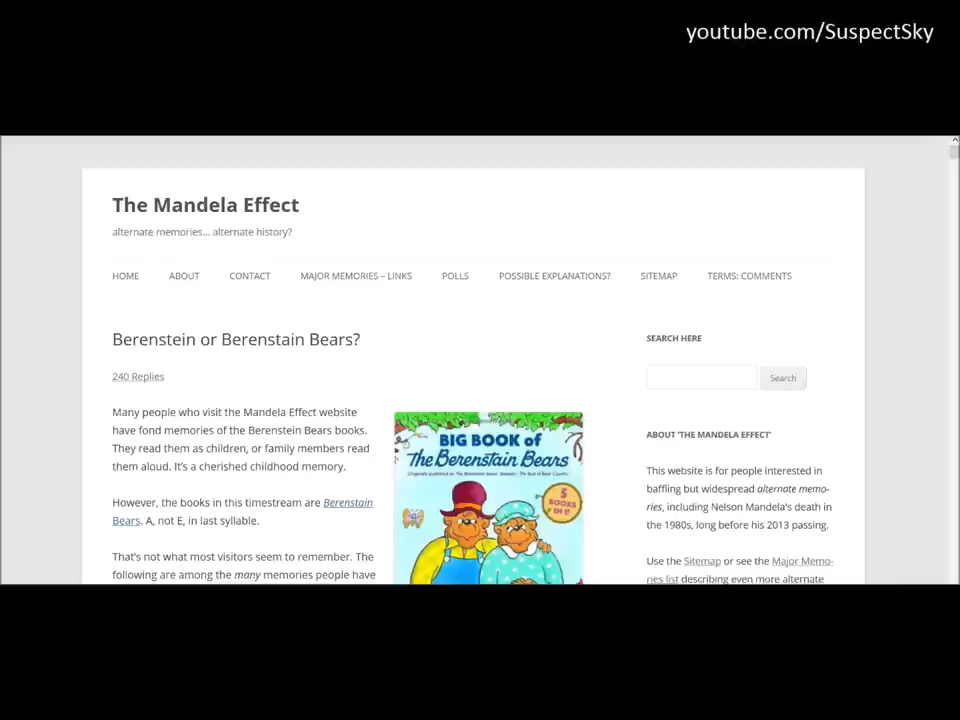 youtube.com/SuspectSky
The Mandela Effect
alternate memories... alternate history?
HOME ABOUT CONTACT MAJOR MEMORIES – LINKS POLLS POSSIBLE EXPLANATIONS? SITEMAP TERMS: COMMENTS
Berenstein or Berenstain Bears?
240 Replies
Many people who visit the Mandela Effect website
have fond memories of the Berenstein Bears books.
They read them as children, or family members read
them aloud. It's a cherished childhood memory.
However, the books in this timestream are Berenstain
Bears. A, not E, in last syllable.
That's not what most visitors seem to remember. The
following are among the many memories people have
BIG BOOK of
The Berenstain Bears
5
BOOKS
IN 1!
SEARCH HERE
Search
ABOUT 'THE MANDELA EFFECT'
This website is for people interested in
baffling but widespread alternate memo-
ries, including Nelson Mandela's death in
the 1980s, long before his 2013 passing.
Use the Sitemap or see the Major Memo-
ries list describing even more alternate